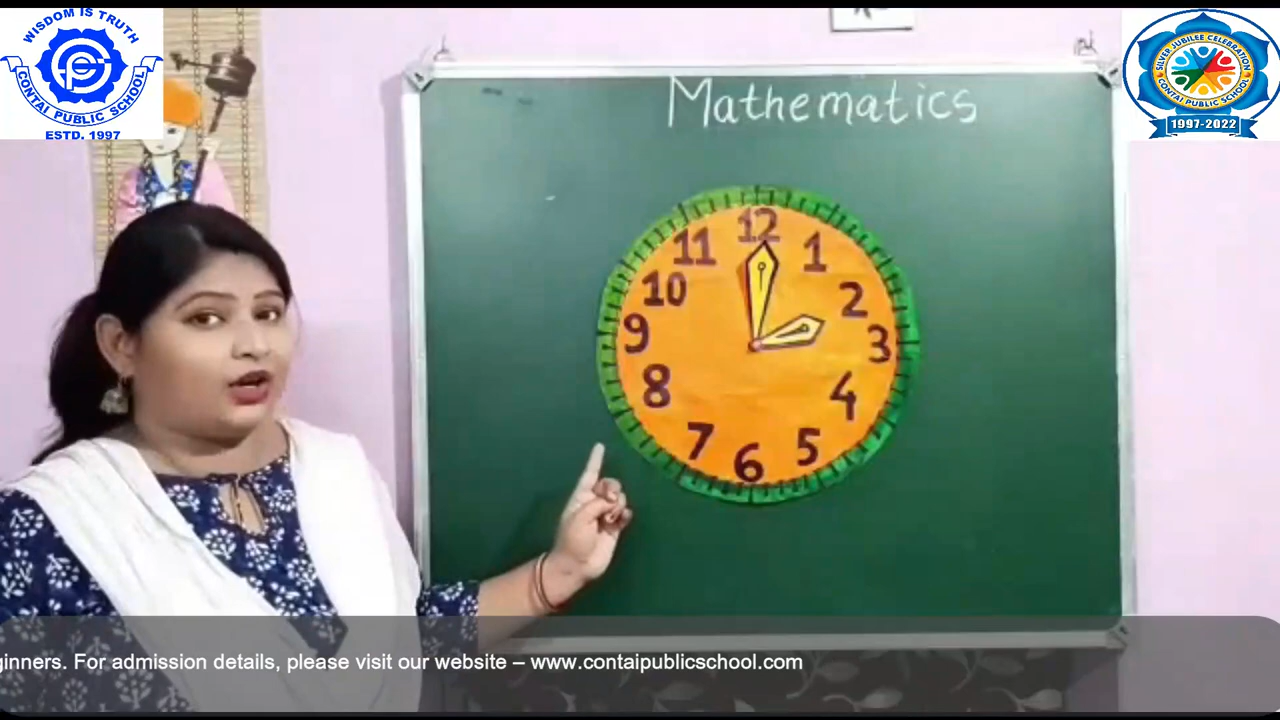 WISDOM IS TRUTH
CPS
CONTAI PUBLIC SCHOOL
ESTD. 1997
SILVER JUBILEE CELEBRATION
CONTAI PUBLIC SCHOOL
1997-2022
Mathematics
12
11
1
10
2
9
3
8
4
7
5
6
ginners. For admission details, please visit our website – www.contaipublicschool.com